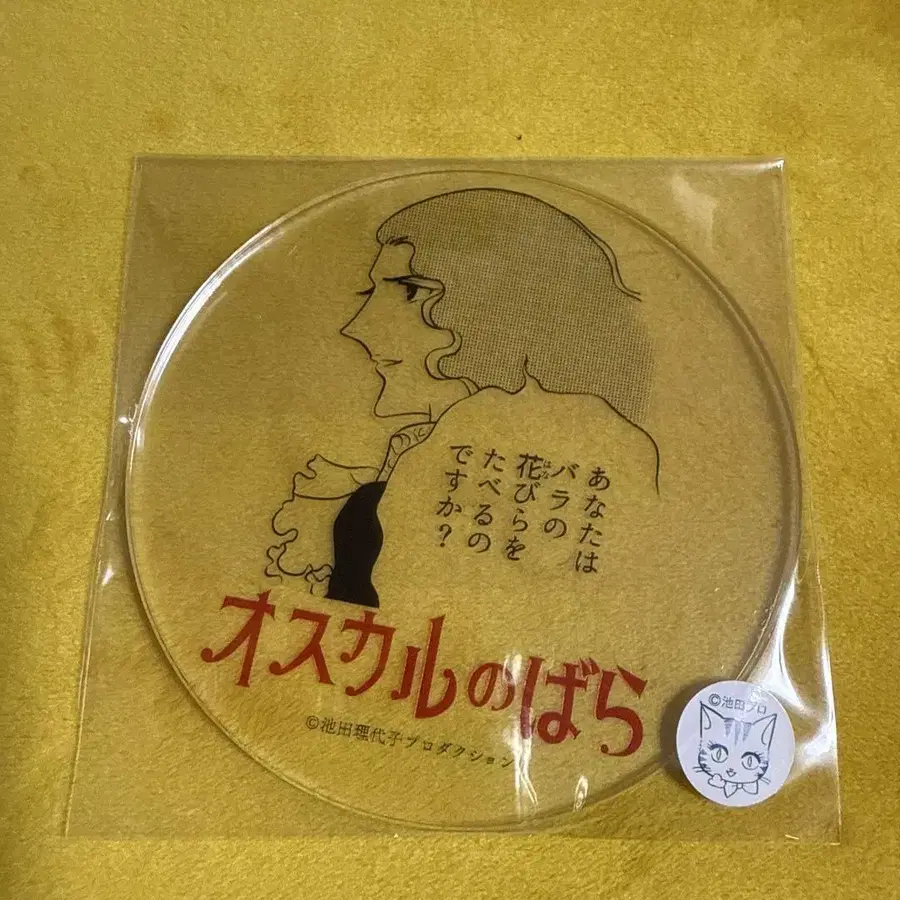 あなたは
バラの
花びらを
はな
たべるの
ですか?
オスカルのばら
©池田理代子プロダクション
©池田プロ